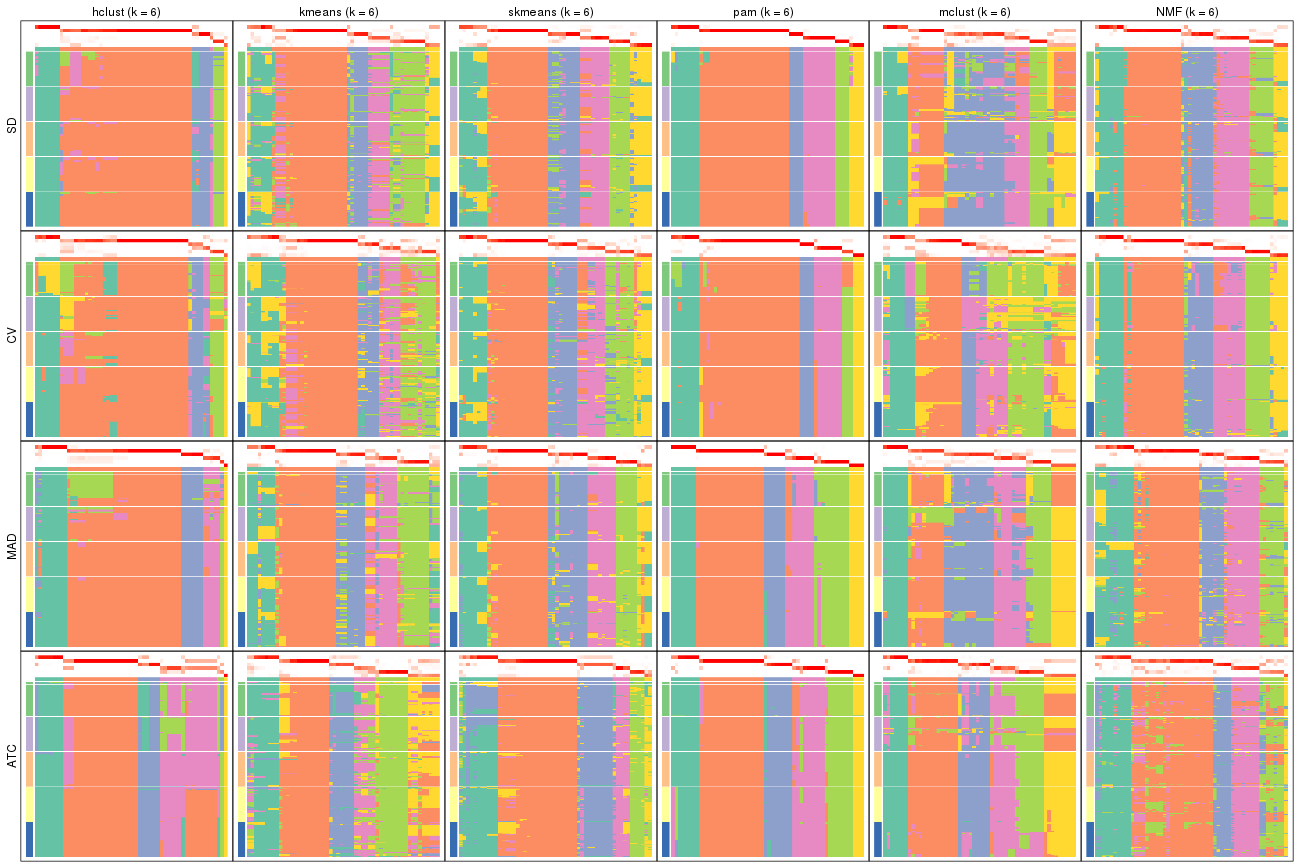 hclust (k = 6) kmeans (k = 6) skmeans (k = 6) pam (k = 6) mclust (k = 6) NMF (k = 6)
SD
CV
MAD
ATC